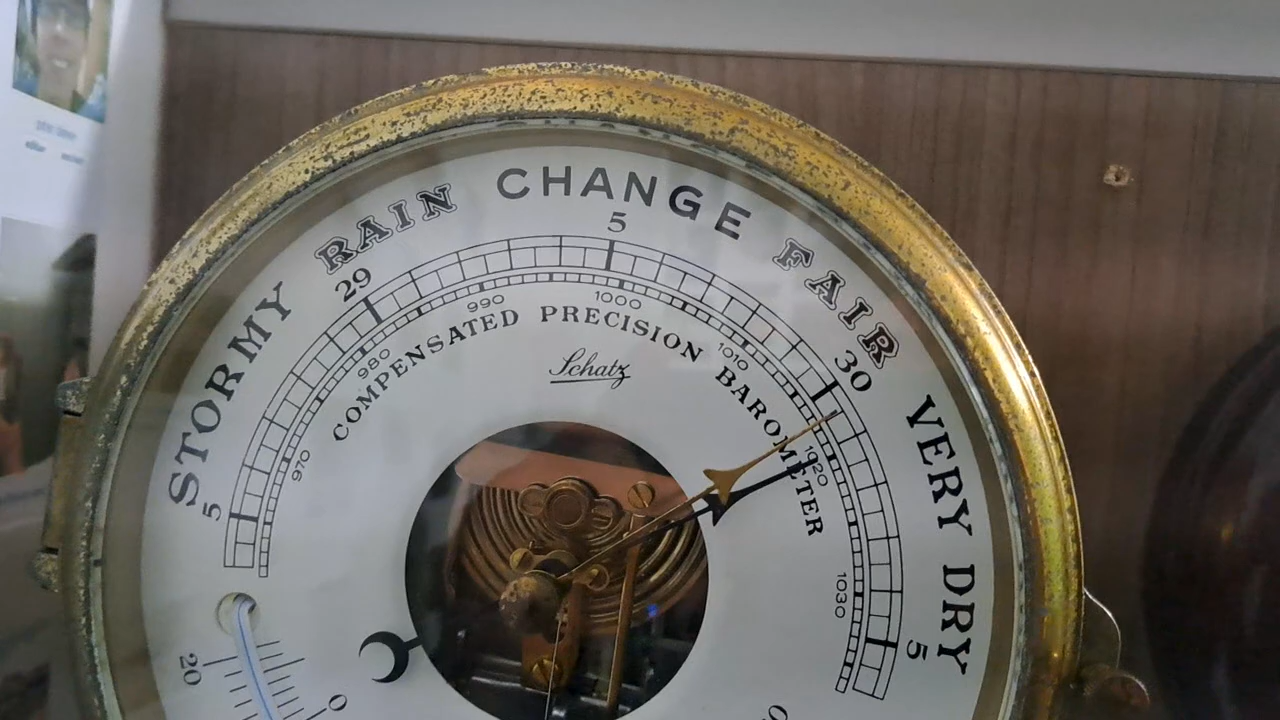 STORMY RAIN CHANGE FAIR VERY DRY
5 29 5 30 5
970 980 990 1000 1010 1020 1030
COMPENSATED PRECISION BAROMETER
Schatz
20 0